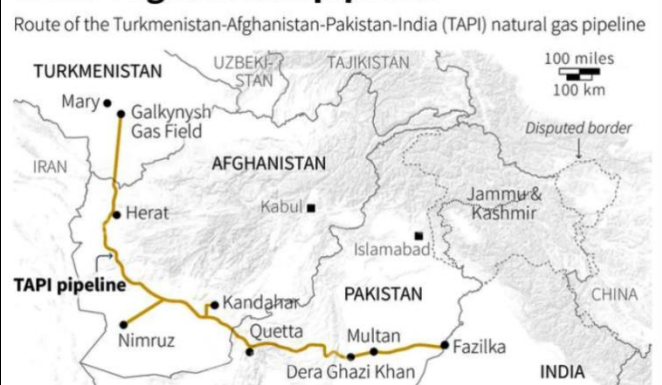 Route of the Turkmenistan-Afghanistan-Pakistan-India (TAPI) natural gas pipeline
100 miles
100 km
UZBEKI-
STAN
TAJIKISTAN
TURKMENISTAN
Mary
Galkynysh
Gas Field
Disputed border
IRAN
AFGHANISTAN
Jammu &
Kashmir
Kabul
Herat
Islamabad
TAPI pipeline
Kandahar
PAKISTAN
CHINA
Nimruz
Quetta
Multan
Fazilka
Dera Ghazi Khan
INDIA